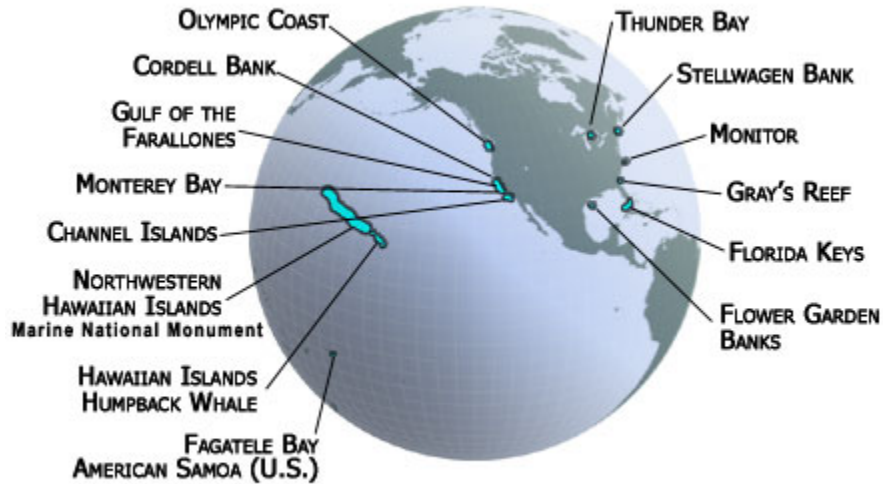 OLYMPIC COAST
CORDELL BANK
GULF OF THE
FARALLONES
MONTEREY BAY
CHANNEL ISLANDS
NORTHWESTERN
HAWAIIAN ISLANDS
Marine National Monument
HAWAIIAN ISLANDS
HUMPBACK WHALE
FAGATELE BAY
AMERICAN SAMOA (U.S.)
THUNDER BAY
STELLWAGEN BANK
MONITOR
GRAY'S REEF
FLORIDA KEYS
FLOWER GARDEN
BANKS